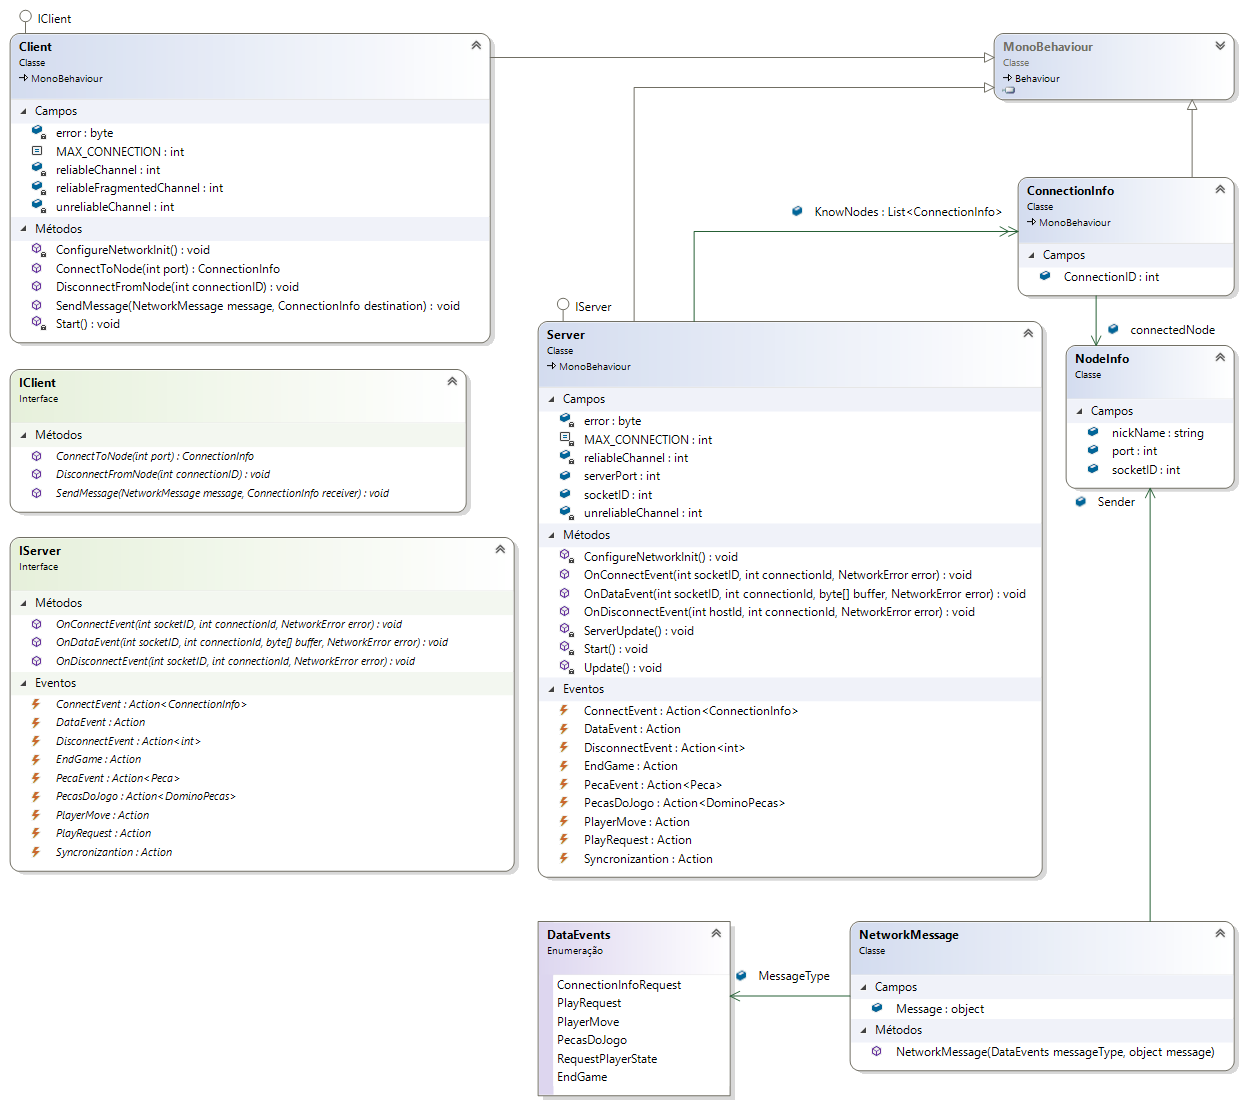 IClient
Client
Classe
MonoBehaviour
Campos
error : byte
MAX_CONNECTION : int
reliableChannel : int
reliableFragmentedChannel : int
unreliableChannel : int
Métodos
ConfigureNetworkInit() : void
ConnectToNode(int port) : ConnectionInfo
DisconnectFromNode(int connectionID) : void
SendMessage(NetworkMessage message, ConnectionInfo destination) : void
Start() : void
MonoBehaviour
Classe
Behaviour
ConnectionInfo
Classe
MonoBehaviour
Campos
ConnectionID : int
KnowNodes : List<ConnectionInfo>
connectedNode
NodeInfo
Classe
Campos
nickName : string
port : int
socketID : int
Sender
IClient
Interface
Métodos
ConnectToNode(int port) : ConnectionInfo
DisconnectFromNode(int connectionID) : void
SendMessage(NetworkMessage message, ConnectionInfo receiver) : void
IServer
Interface
Métodos
OnConnectEvent(int socketID, int connectionId, NetworkError error) : void
OnDataEvent(int socketID, int connectionId, byte[] buffer, NetworkError error) : void
OnDisconnectEvent(int socketID, int connectionId, NetworkError error) : void
Eventos
ConnectEvent : Action<ConnectionInfo>
DataEvent : Action
DisconnectEvent : Action<int>
EndGame : Action
PecaEvent : Action<Peca>
PecasDoJogo : Action<DominoPecas>
PlayerMove : Action
PlayRequest : Action
Syncronizantion : Action
IServer
Server
Classe
MonoBehaviour
Campos
error : byte
MAX_CONNECTION : int
reliableChannel : int
serverPort : int
socketID : int
unreliableChannel : int
Métodos
ConfigureNetworkInit() : void
OnConnectEvent(int socketID, int connectionId, NetworkError error) : void
OnDataEvent(int socketID, int connectionId, byte[] buffer, NetworkError error) : void
OnDisconnectEvent(int hostId, int connectionId, NetworkError error) : void
ServerUpdate() : void
Start() : void
Update() : void
Eventos
ConnectEvent : Action<ConnectionInfo>
DataEvent : Action
DisconnectEvent : Action<int>
EndGame : Action
PecaEvent : Action<Peca>
PecasDoJogo : Action<DominoPecas>
PlayerMove : Action
PlayRequest : Action
Syncronizantion : Action
DataEvents
Enumeração
ConnectionInfoRequest
PlayRequest
PlayerMove
PecasDoJogo
RequestPlayerState
EndGame
MessageType
NetworkMessage
Classe
Campos
Message : object
Métodos
NetworkMessage(DataEvents messageType, object message)